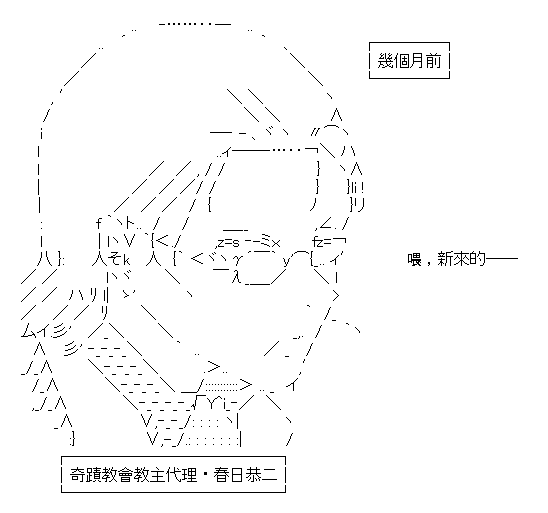 幾個月前
喂，新來的――
奇蹟教會教主代理・春日恭二